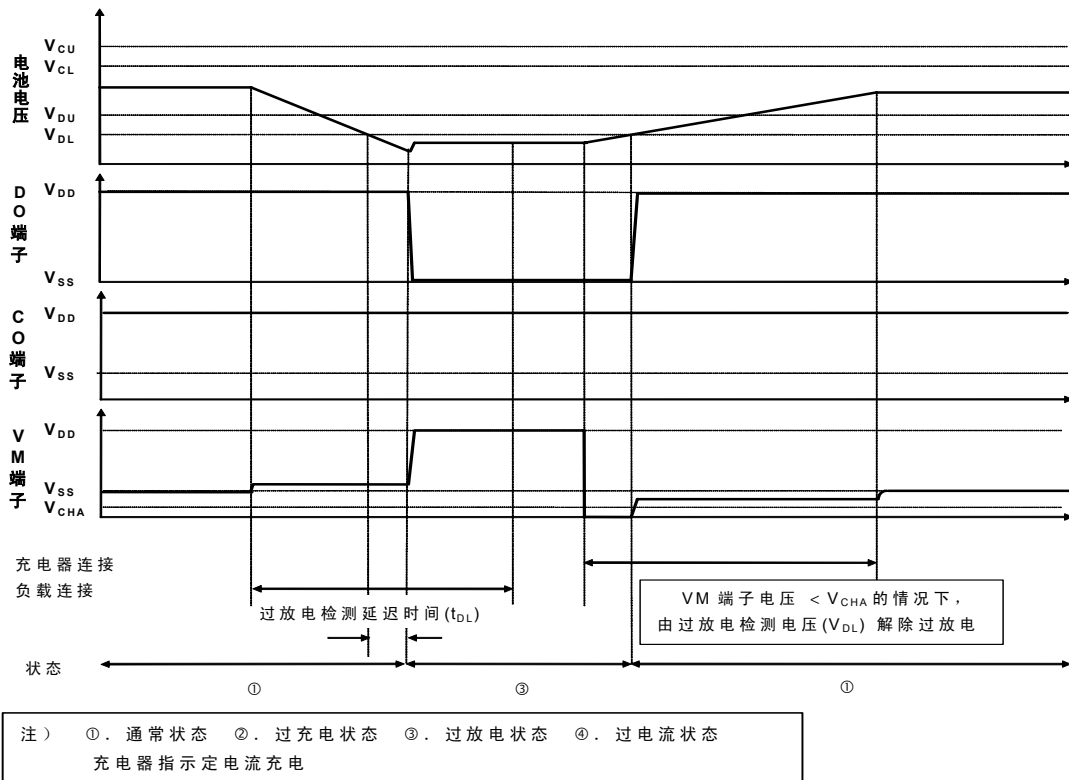 电池电压
VCU
VCL
VDU
VDL
DO端子
VDD
VSS
CO端子
VDD
VSS
VM端子
VDD
VSS
VCHA
充电器连接
负载连接
过放电检测延迟时间(tDL)
VM 端子电压 < VCHA的情况下,
由过放电检测电压(VDL) 解除过放电
状态
① ③ ①
注) ①. 通常状态 ②. 过充电状态 ③. 过放电状态 ④. 过电流状态
充电器指示定电流充电